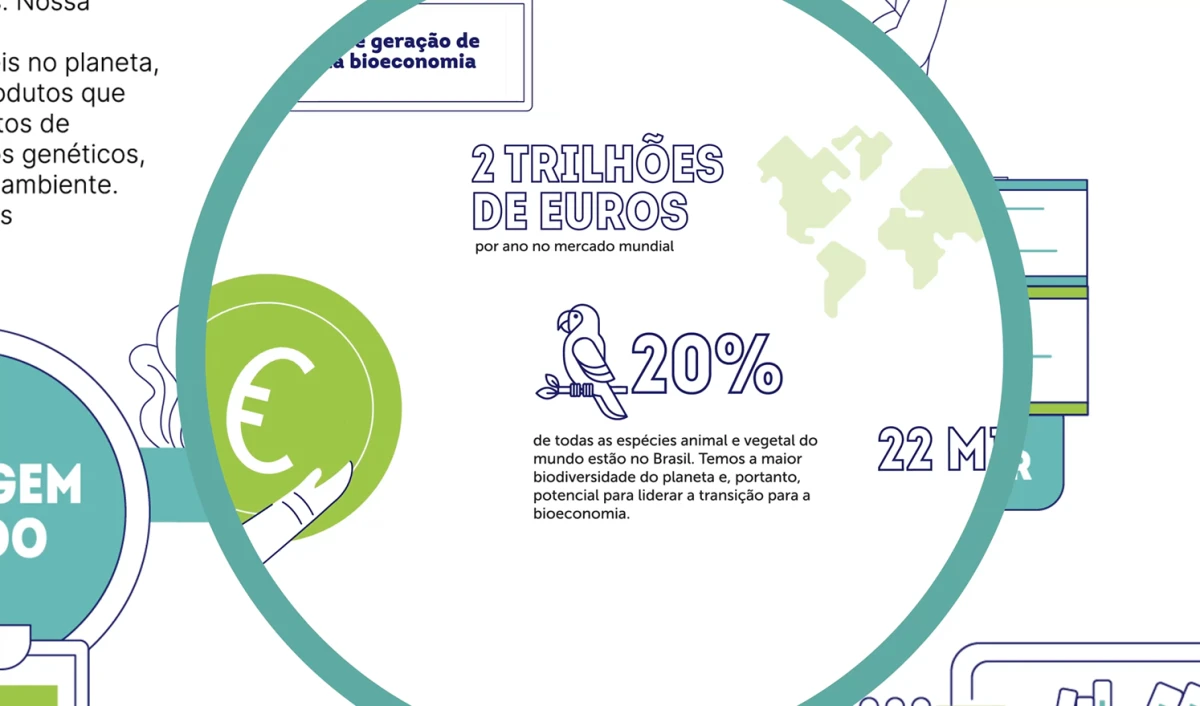 Nossa
is no planeta,
odutos que
tos de
s genéticos,
ambiente.
s
e geração de
a bioeconomia
2 TRILHÕES
DE EUROS
por ano no mercado mundial
20%
de todas as espécies animal e vegetal do
mundo estão no Brasil. Temos a maior
biodiversidade do planeta e, portanto,
potencial para liderar a transição para a
bioeconomia.
22 M
R
€
GEM
DO